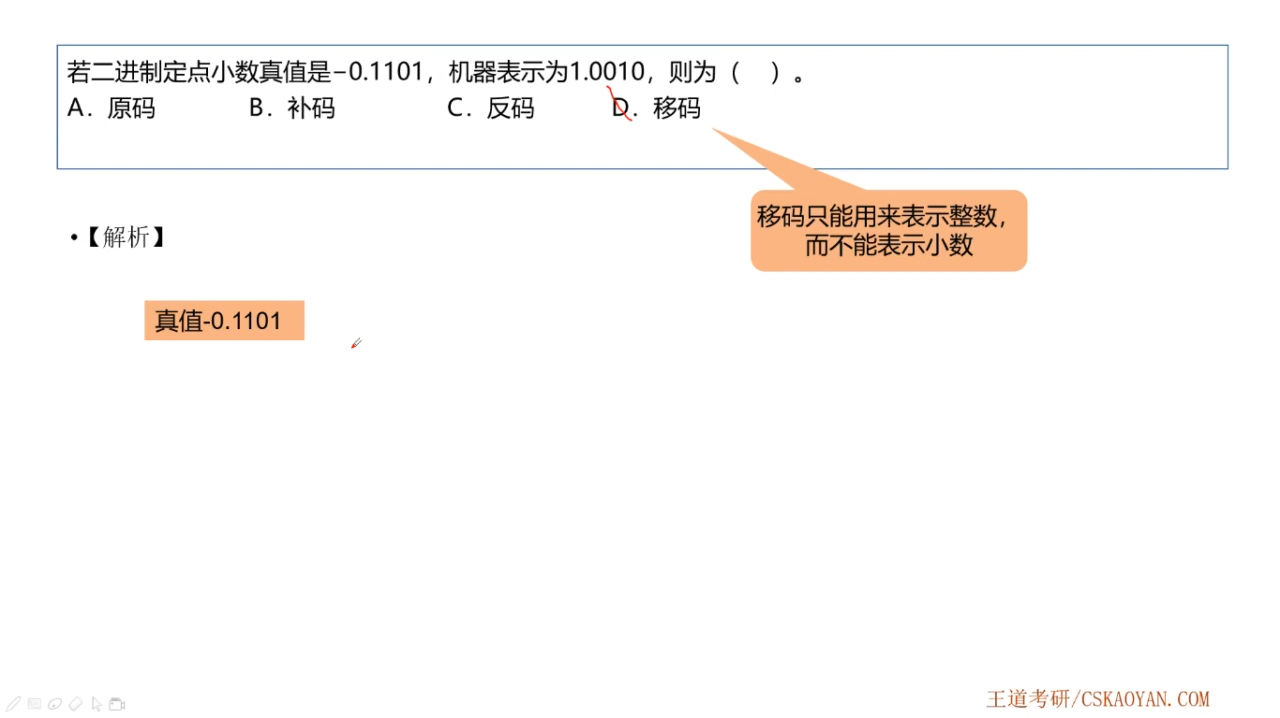 若二进制定点小数真值是−0.1101，机器表示为1.0010，则为（　）。
A．原码　B．补码　C．反码　D．移码
移码只能用来表示整数，
而不能表示小数
•【解析】
真值-0.1101
王道考研/CSKAOYAN.COM